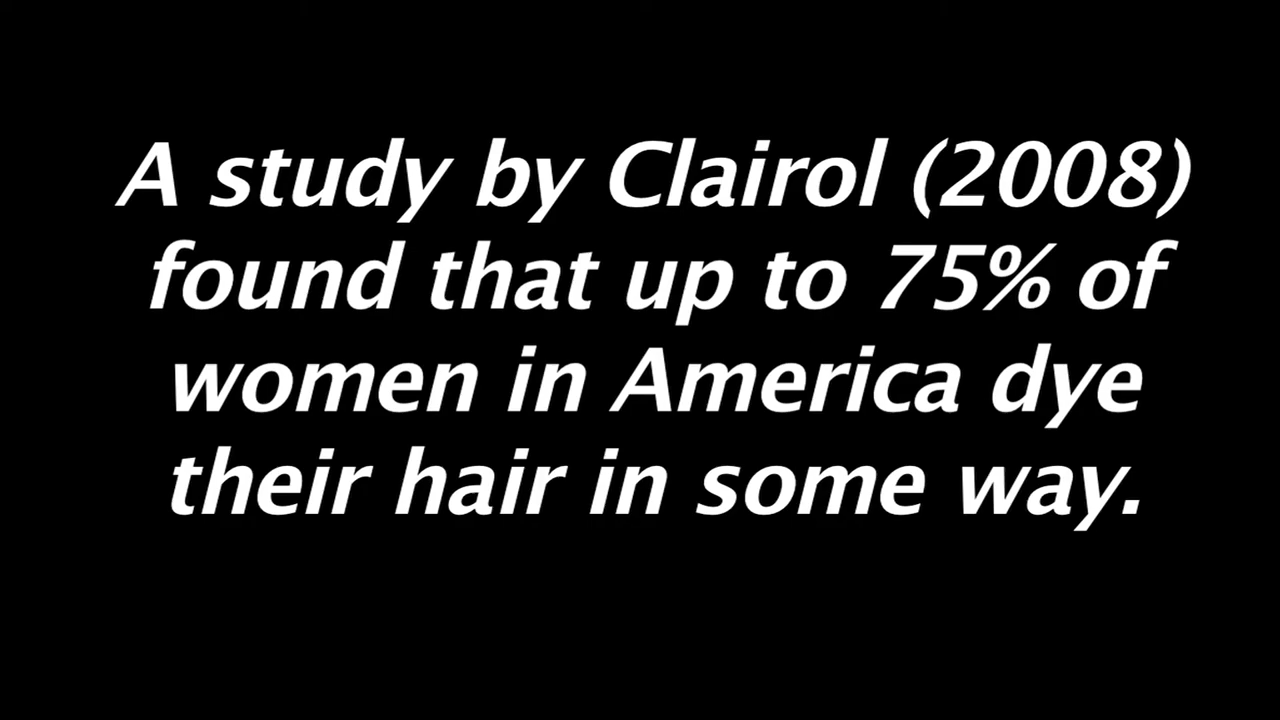 A study by Clairol (2008)
found that up to 75% of
women in America dye
their hair in some way.